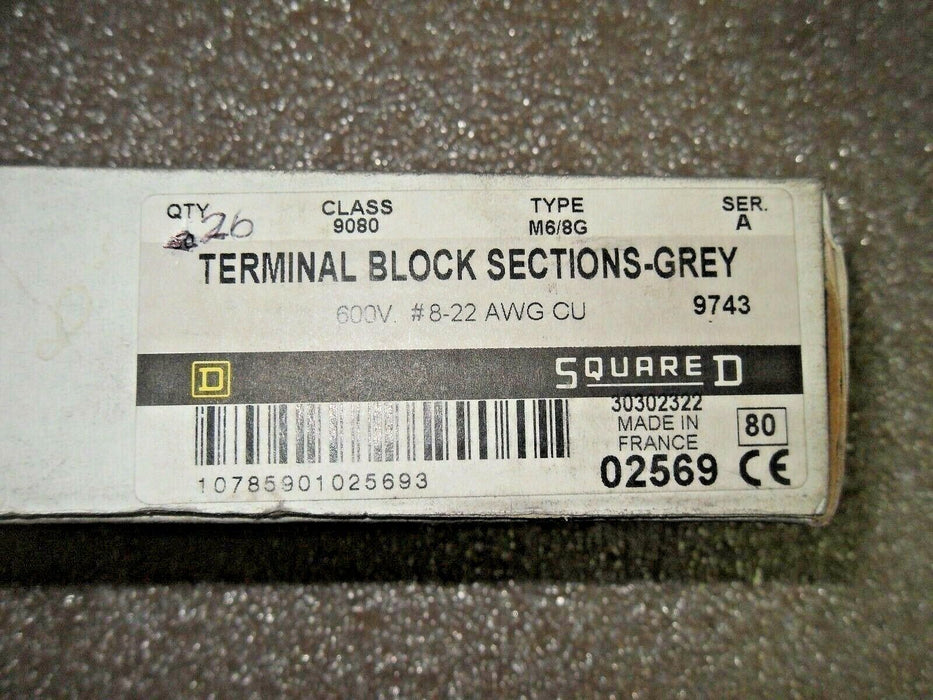 QTY CLASS TYPE SER.
26 9080 M6/8G A
TERMINAL BLOCK SECTIONS-GREY
600V. #8-22 AWG CU 9743
D SQUARE D
30302322
MADE IN
FRANCE 80
02569 CE
10785901025693